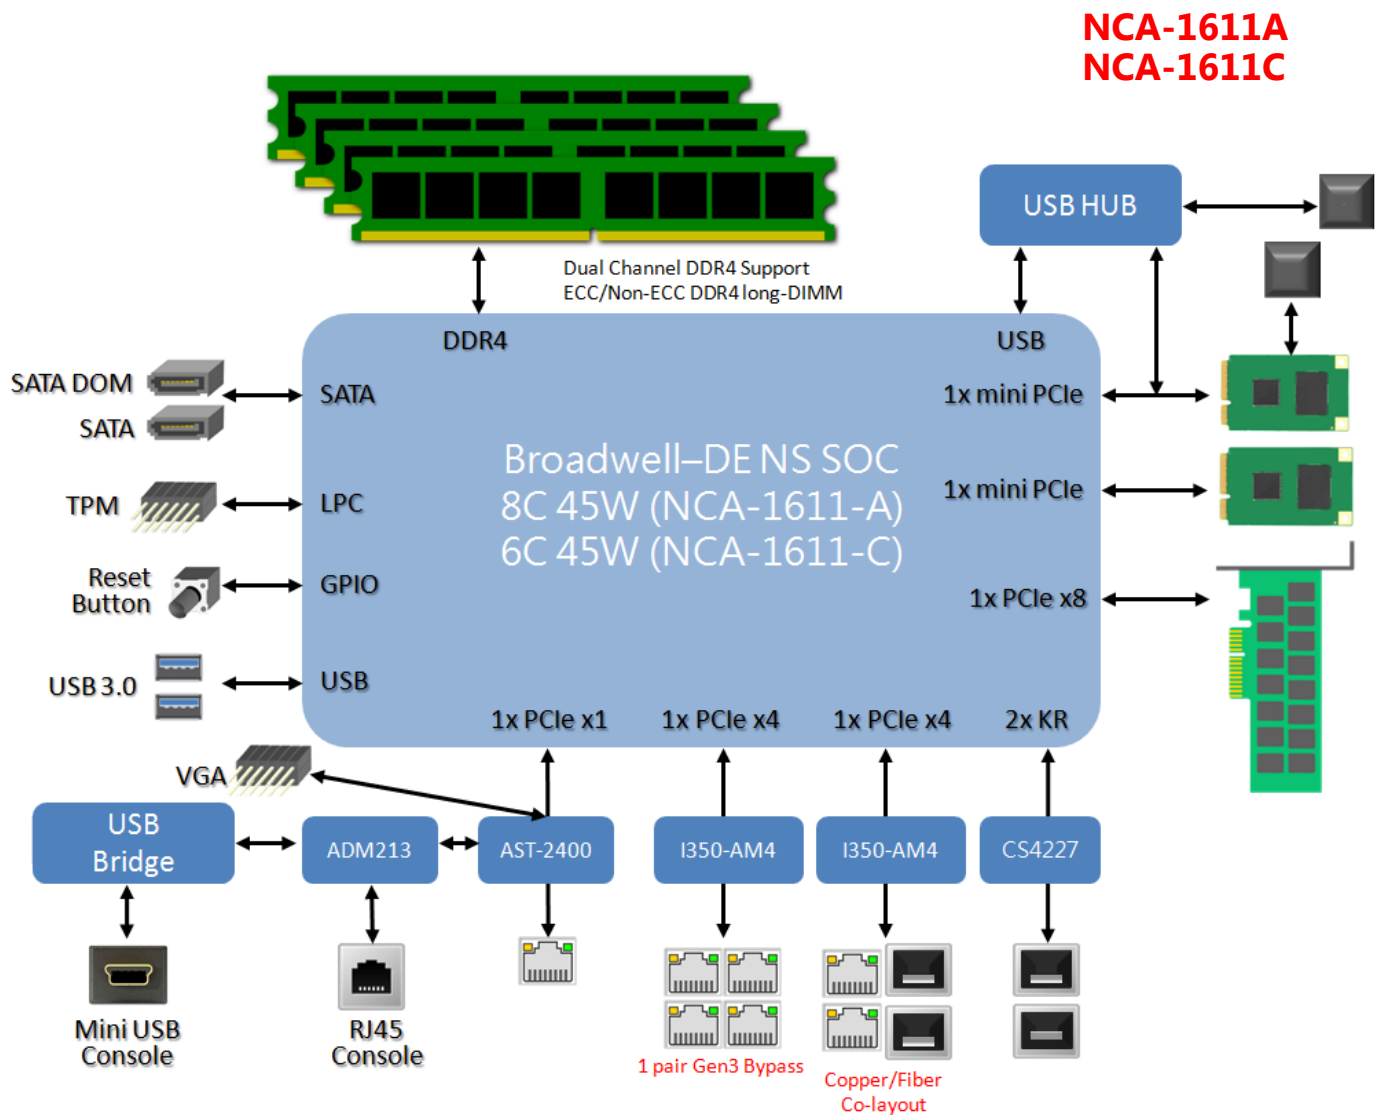 NCA-1611A
NCA-1611C
USB HUB
Dual Channel DDR4 Support
ECC/Non-ECC DDR4 long-DIMM
DDR4
USB
SATA DOM
SATA
SATA
1x mini PCIe
Broadwell–DE NS SOC
8C 45W (NCA-1611-A)
6C 45W (NCA-1611-C)
TPM
LPC
1x mini PCIe
Reset
Button
GPIO
1x PCIe x8
USB 3.0
USB
1x PCIe x1
1x PCIe x4
1x PCIe x4
2x KR
VGA
USB
Bridge
ADM213
AST-2400
I350-AM4
I350-AM4
CS4227
Mini USB
Console
RJ45
Console
1 pair Gen3 Bypass
Copper/Fiber
Co-layout